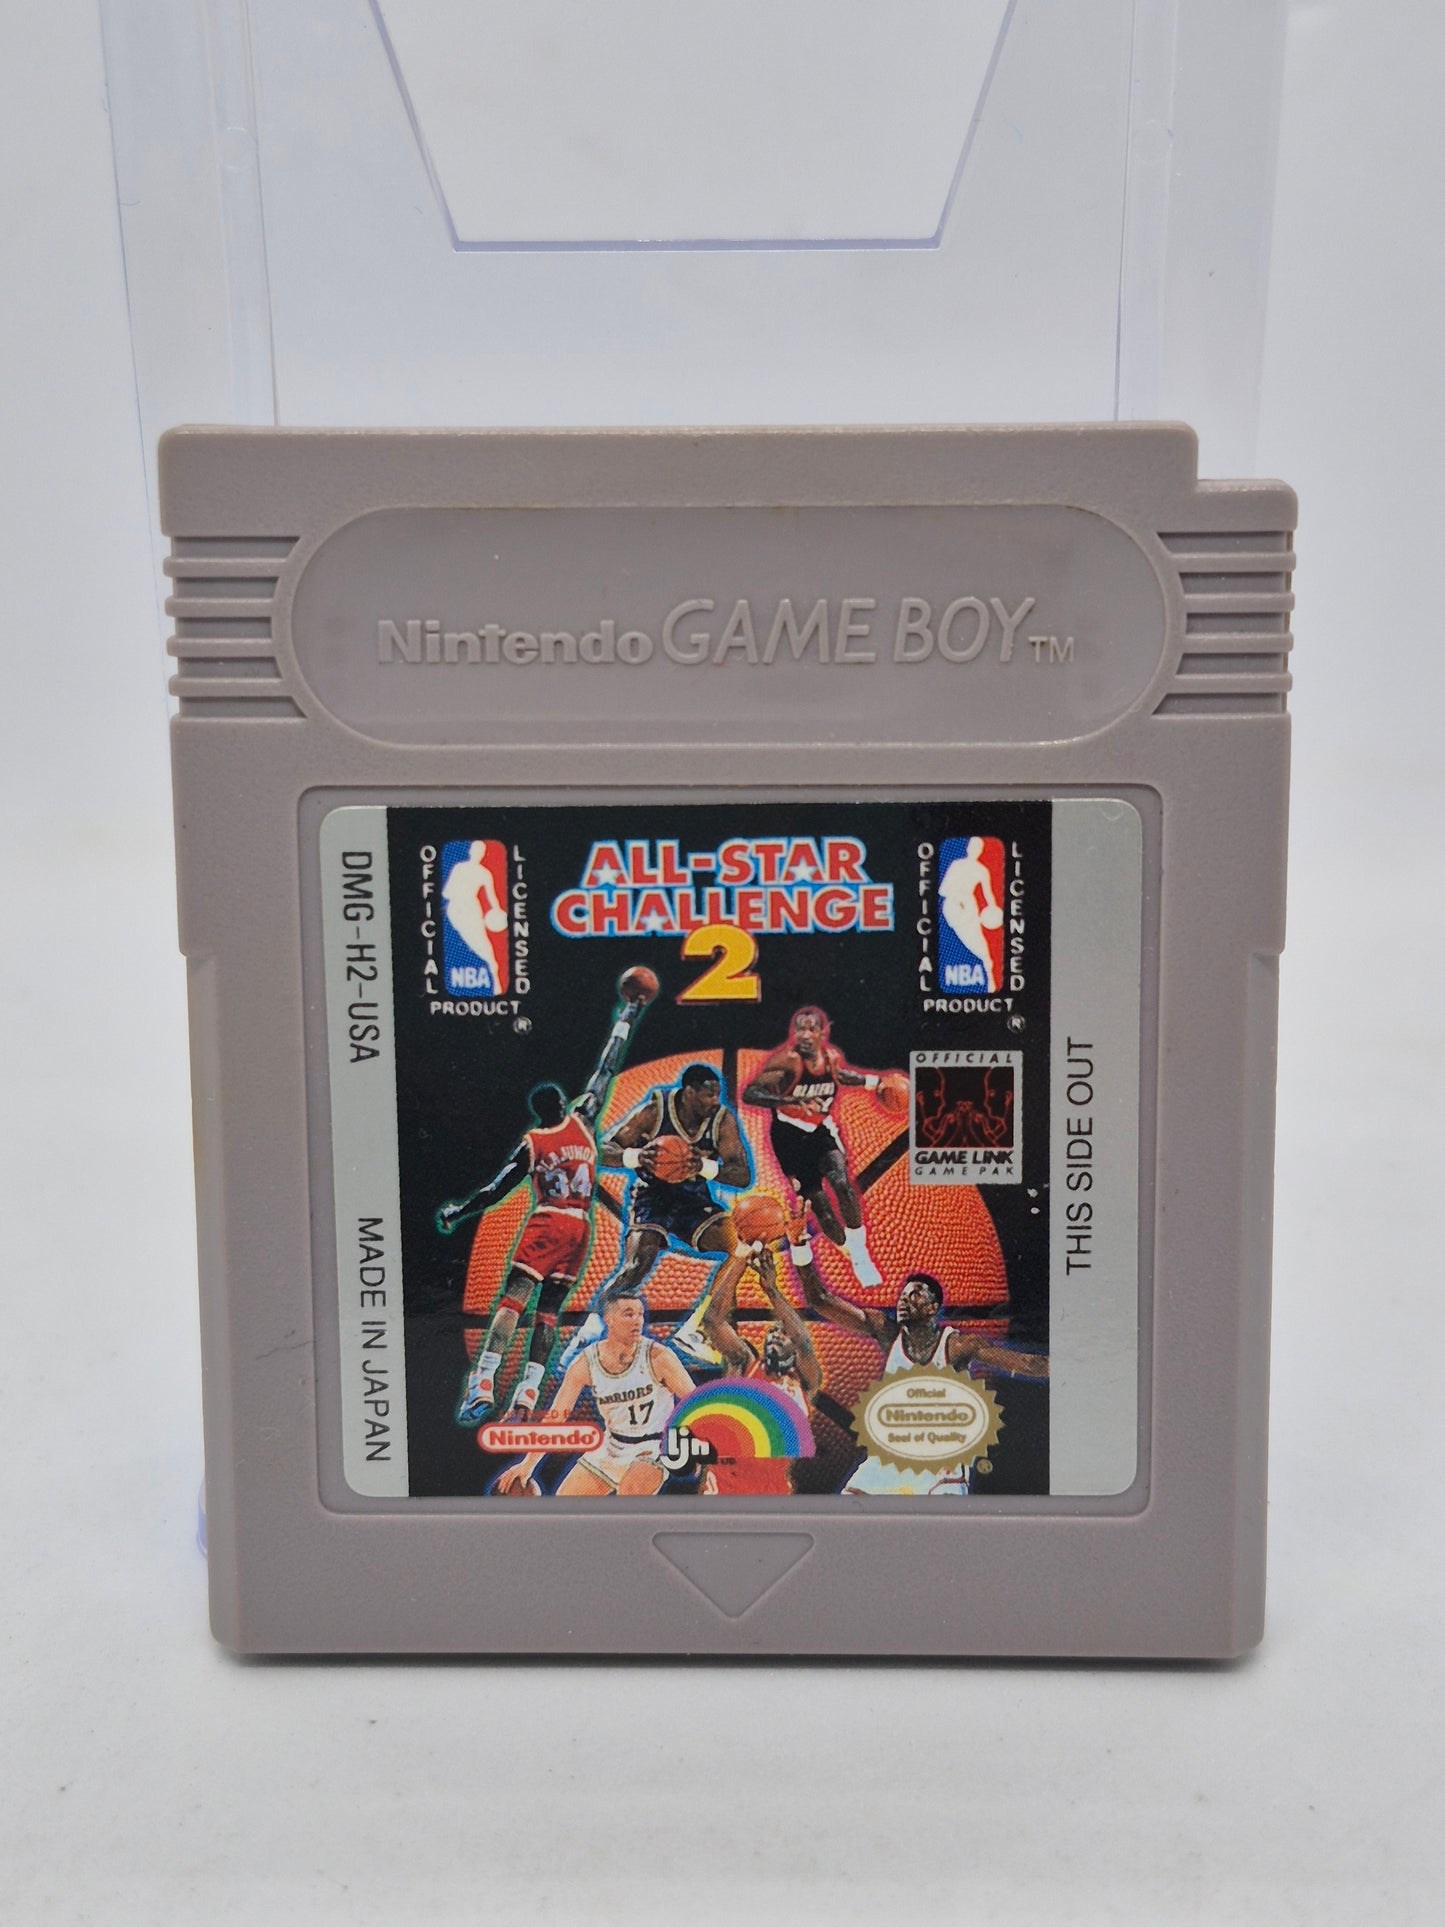 Nintendo GAME BOY TM
DMG-H2-USA
MADE IN JAPAN
OFFICIAL
LICENSED
NBA
PRODUCT
®
ALL-STAR
CHALLENGE
2
OFFICIAL
LICENSED
NBA
PRODUCT
®
OFFICIAL
GAME LINK
GAME PAK
THIS SIDE OUT
BLAZERS
34
17
Nintendo®
ljn
Official
Nintendo
Seal of Quality
®